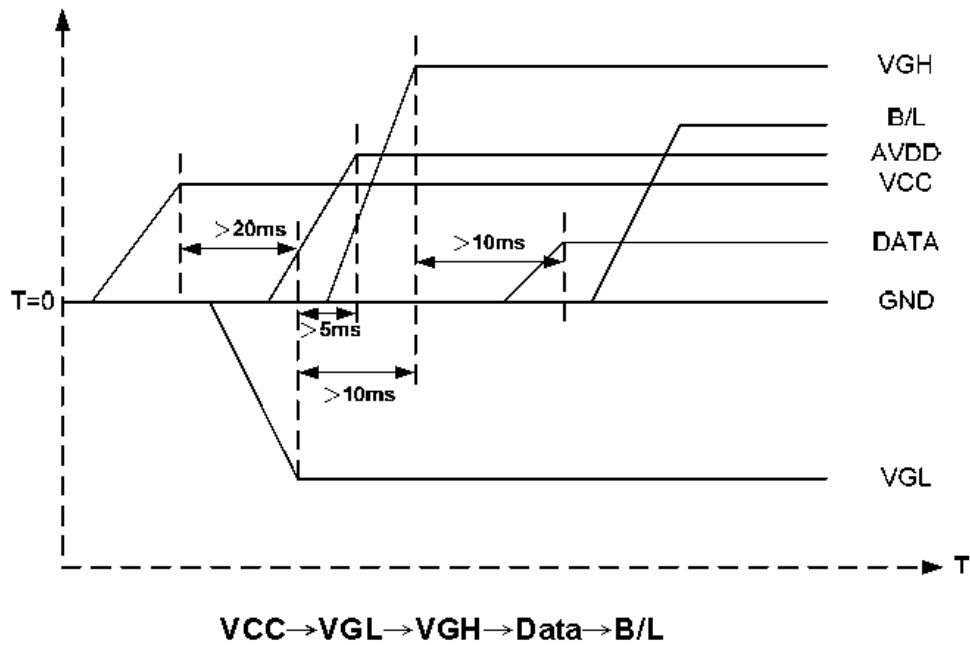 VGH
B/L
AVDD
VCC
>20ms
>10ms
DATA
T=0
GND
>5ms
>10ms
VGL
T
VCC→VGL→VGH→Data→B/L